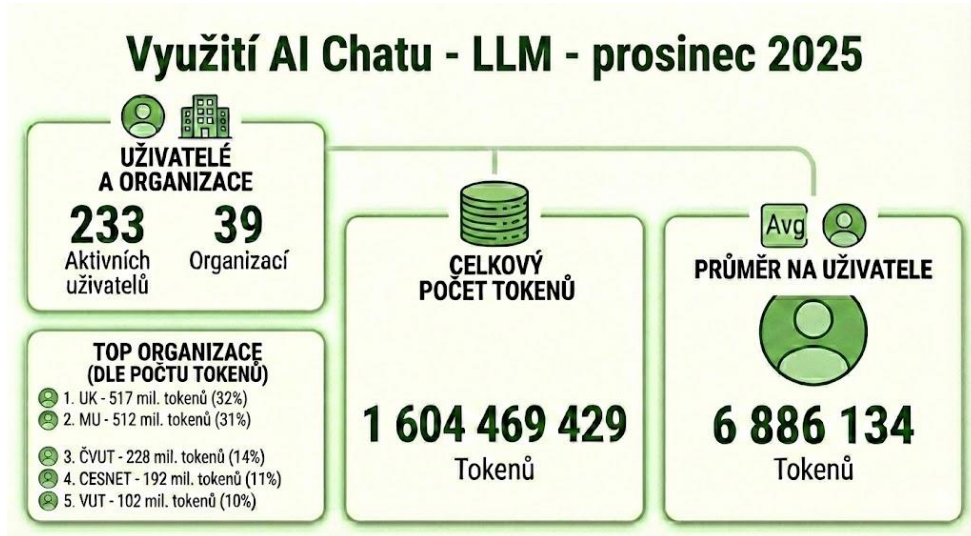 Využití AI Chatu - LLM - prosinec 2025
UŽIVATELÉ
A ORGANIZACE
233
Aktivních
uživatelů
39
Organizací
TOP ORGANIZACE
(DLE POČTU TOKENŮ)
1. UK - 517 mil. tokenů (32%)
2. MU - 512 mil. tokenů (31%)
3. ČVUT - 228 mil. tokenů (14%)
4. CESNET - 192 mil. tokenů (11%)
5. VUT - 102 mil. tokenů (10%)
CELKOVÝ
POČET TOKENŮ
1 604 469 429
Tokenů
Avg
PRŮMĚR NA UŽIVATELE
6 886 134
Tokenů